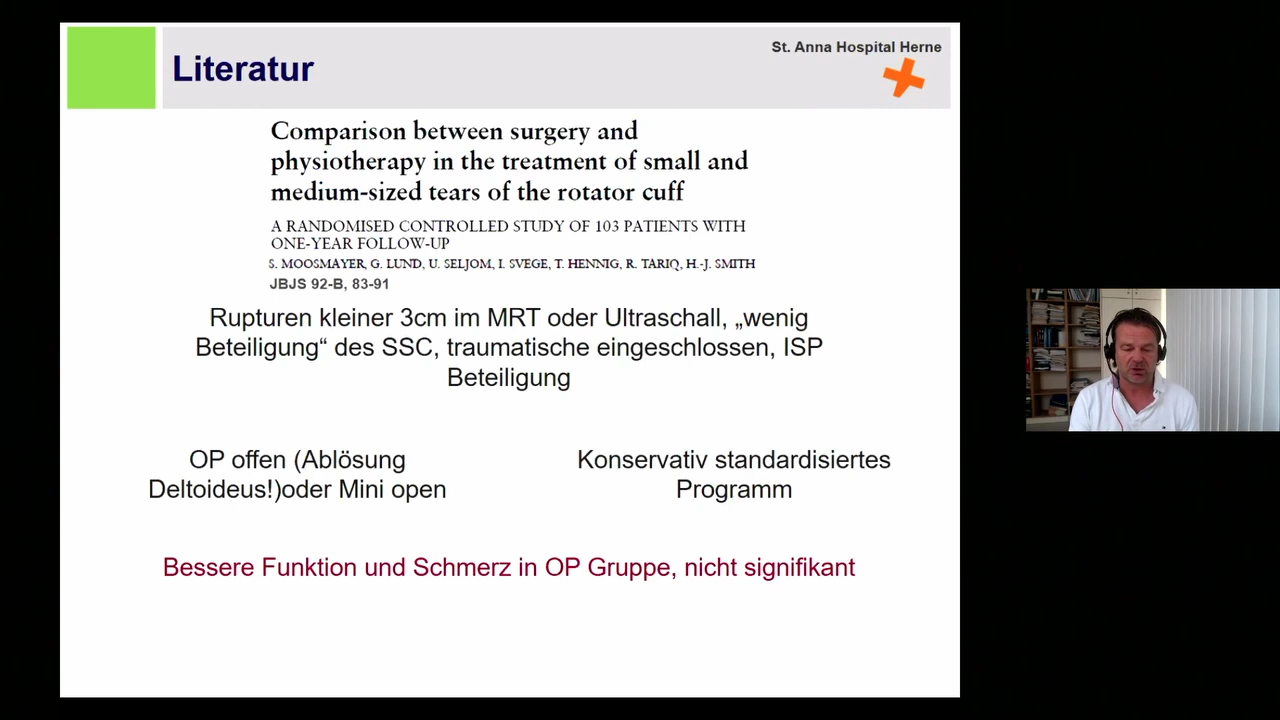 St. Anna Hospital Herne
Literatur
Comparison between surgery and
physiotherapy in the treatment of small and
medium-sized tears of the rotator cuff
A RANDOMISED CONTROLLED STUDY OF 103 PATIENTS WITH
ONE-YEAR FOLLOW-UP
S. MOOSMAYER, G. LUND, U. SELJOM, I. SVEGE, T. HENNIG, R. TARIQ, H.-J. SMITH
JBJS 92-B, 83-91
Rupturen kleiner 3cm im MRT oder Ultraschall, „wenig
Beteiligung“ des SSC, traumatische eingeschlossen, ISP
Beteiligung
OP offen (Ablösung
Deltoideus!)oder Mini open
Konservativ standardisiertes
Programm
Bessere Funktion und Schmerz in OP Gruppe, nicht signifikant